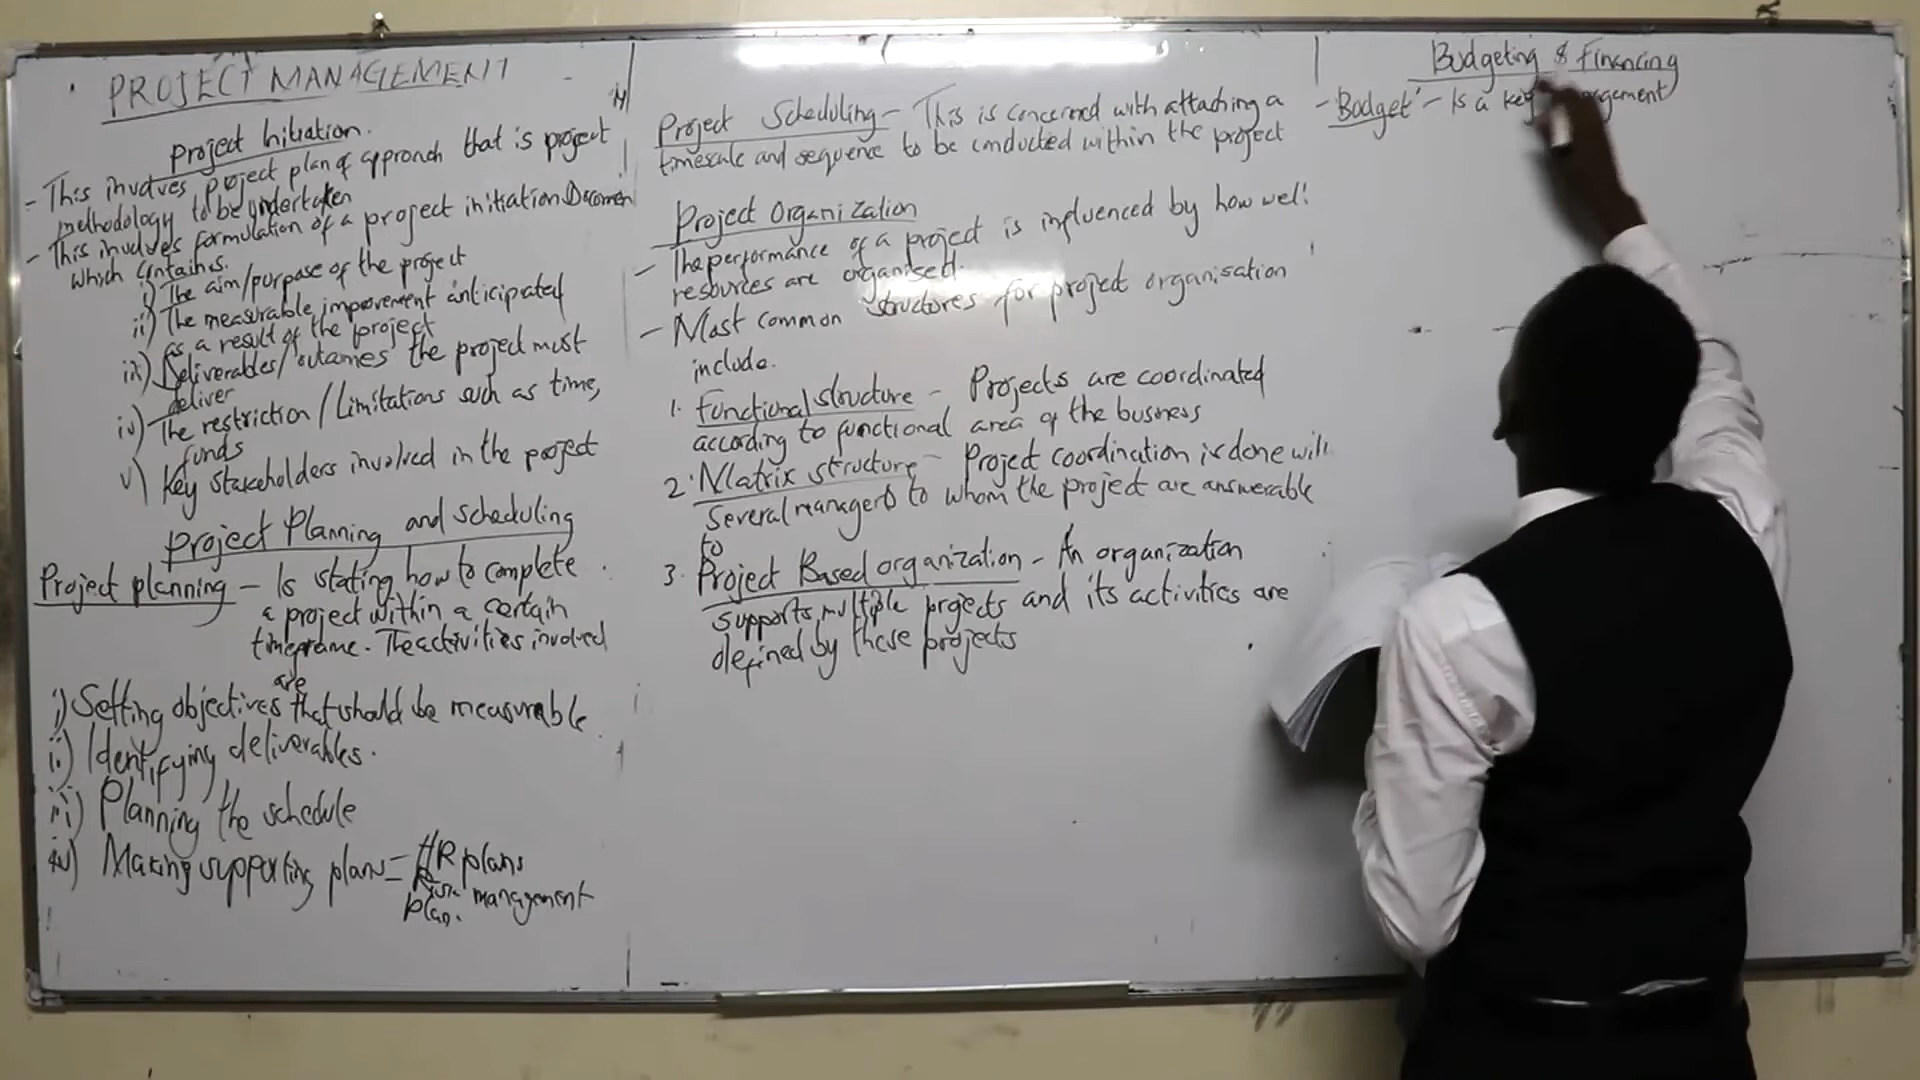 PROJECT MANAGEMENT
Project Initiation.
- This involves project plan of approach that is project
methodology to be undertaken
- This involves formulation of a project initiation Documen
which contains.
i) The aim/purpose of the project
ii) The measurable improvement anticipated
as a result of the project
iii) Deliverables/outcomes the project must
deliver
iv) The restriction/Limitations such as time,
funds
v) Key stakeholders involved in the project
Project Planning and scheduling
Project planning - Is stating how to complete
a project within a certain
timeframe. The activities involved
are
i) Setting objectives that should be measurable
ii) Identifying deliverables.
iii) Planning the schedule
iv) Making supporting plans = HR plans
Risk management
plan.
Project Scheduling - This is concerned with attaching a
timescale and sequence to be conducted within the project
Project Organization
- The performance of a project is influenced by how well
resources are organised.
- Most common structures for project organisation
include.
1. Functional structure - Projects are coordinated
according to functional area of the business
2. Matrix structure - Project coordination is done with
several managers to whom the project are answerable
to
3. Project Based organization - An organization
supports multiple projects and its activities are
defined by these projects
Budgeting & Financing
- Budget - Is a key